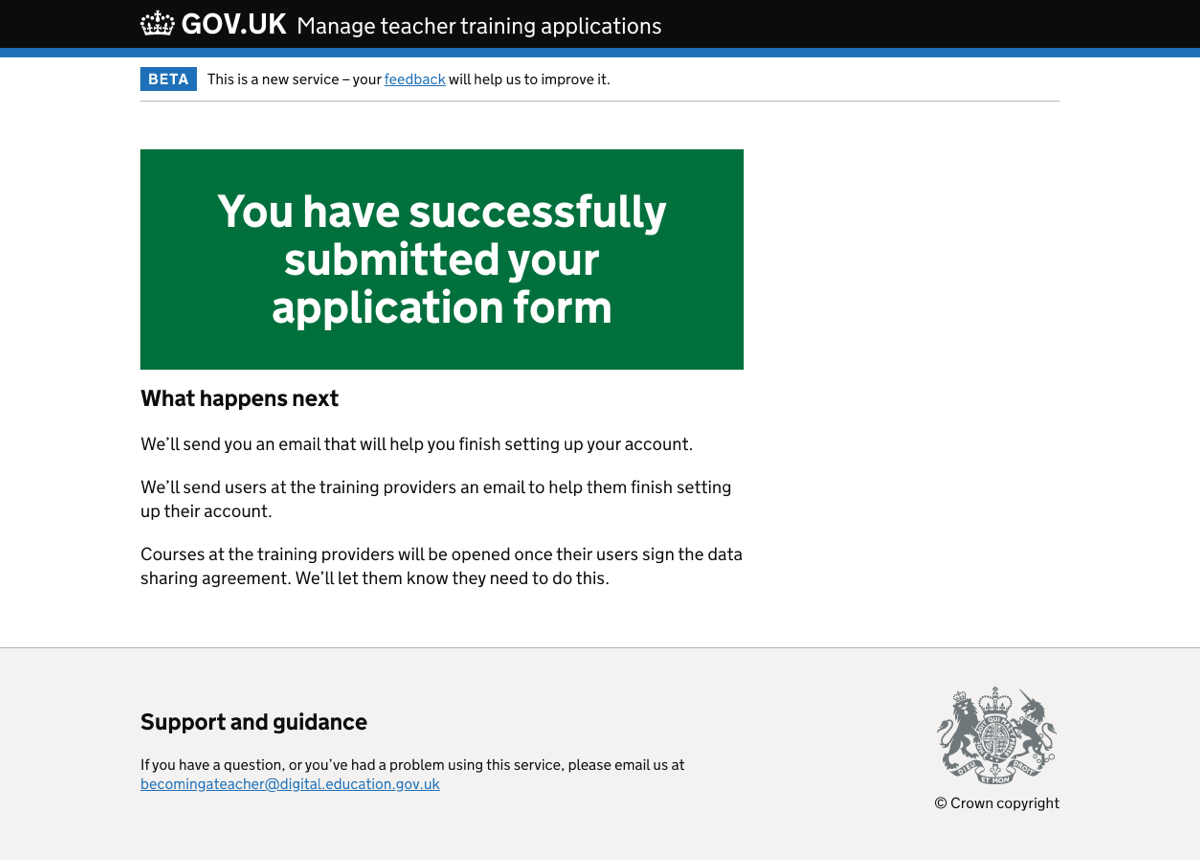 GOV.UK Manage teacher training applications
BETA This is a new service – your feedback will help us to improve it.
You have successfully
submitted your
application form
What happens next
We’ll send you an email that will help you finish setting up your account.
We’ll send users at the training providers an email to help them finish setting
up their account.
Courses at the training providers will be opened once their users sign the data
sharing agreement. We’ll let them know they need to do this.
Support and guidance
If you have a question, or you’ve had a problem using this service, please email us at
becomingateacher@digital.education.gov.uk
DIEU ET MON DROIT
© Crown copyright